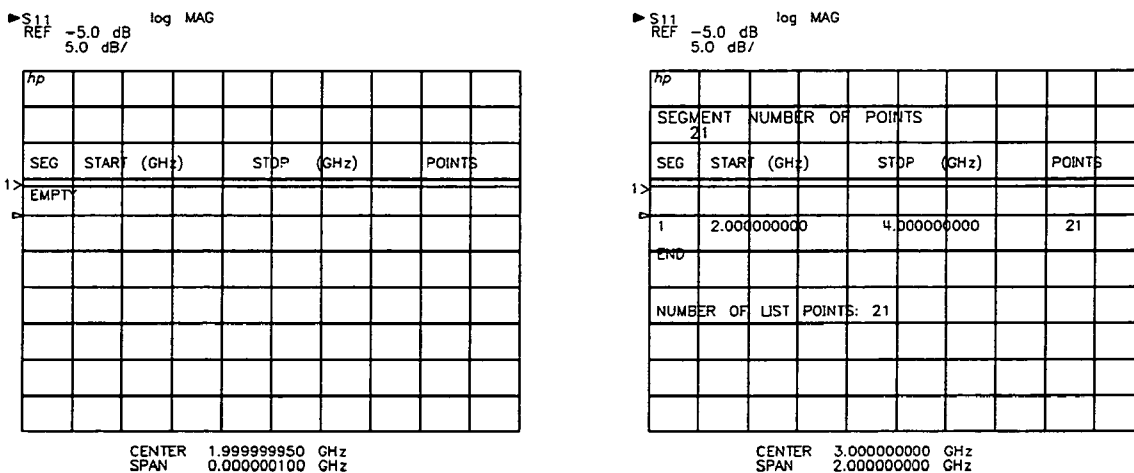 S11 log MAG
REF -5.0 dB
5.0 dB/
hp
SEG START (GHz) STOP (GHz) POINTS
1>
EMPTY
CENTER 1.999999950 GHz
SPAN 0.000000100 GHz
S11 log MAG
REF -5.0 dB
5.0 dB/
hp
SEGMENT NUMBER OF POINTS
21
SEG START (GHz) STOP (GHz) POINTS
1>
1 2.000000000 4.000000000 21
END
NUMBER OF LIST POINTS: 21
CENTER 3.000000000 GHz
SPAN 2.000000000 GHz